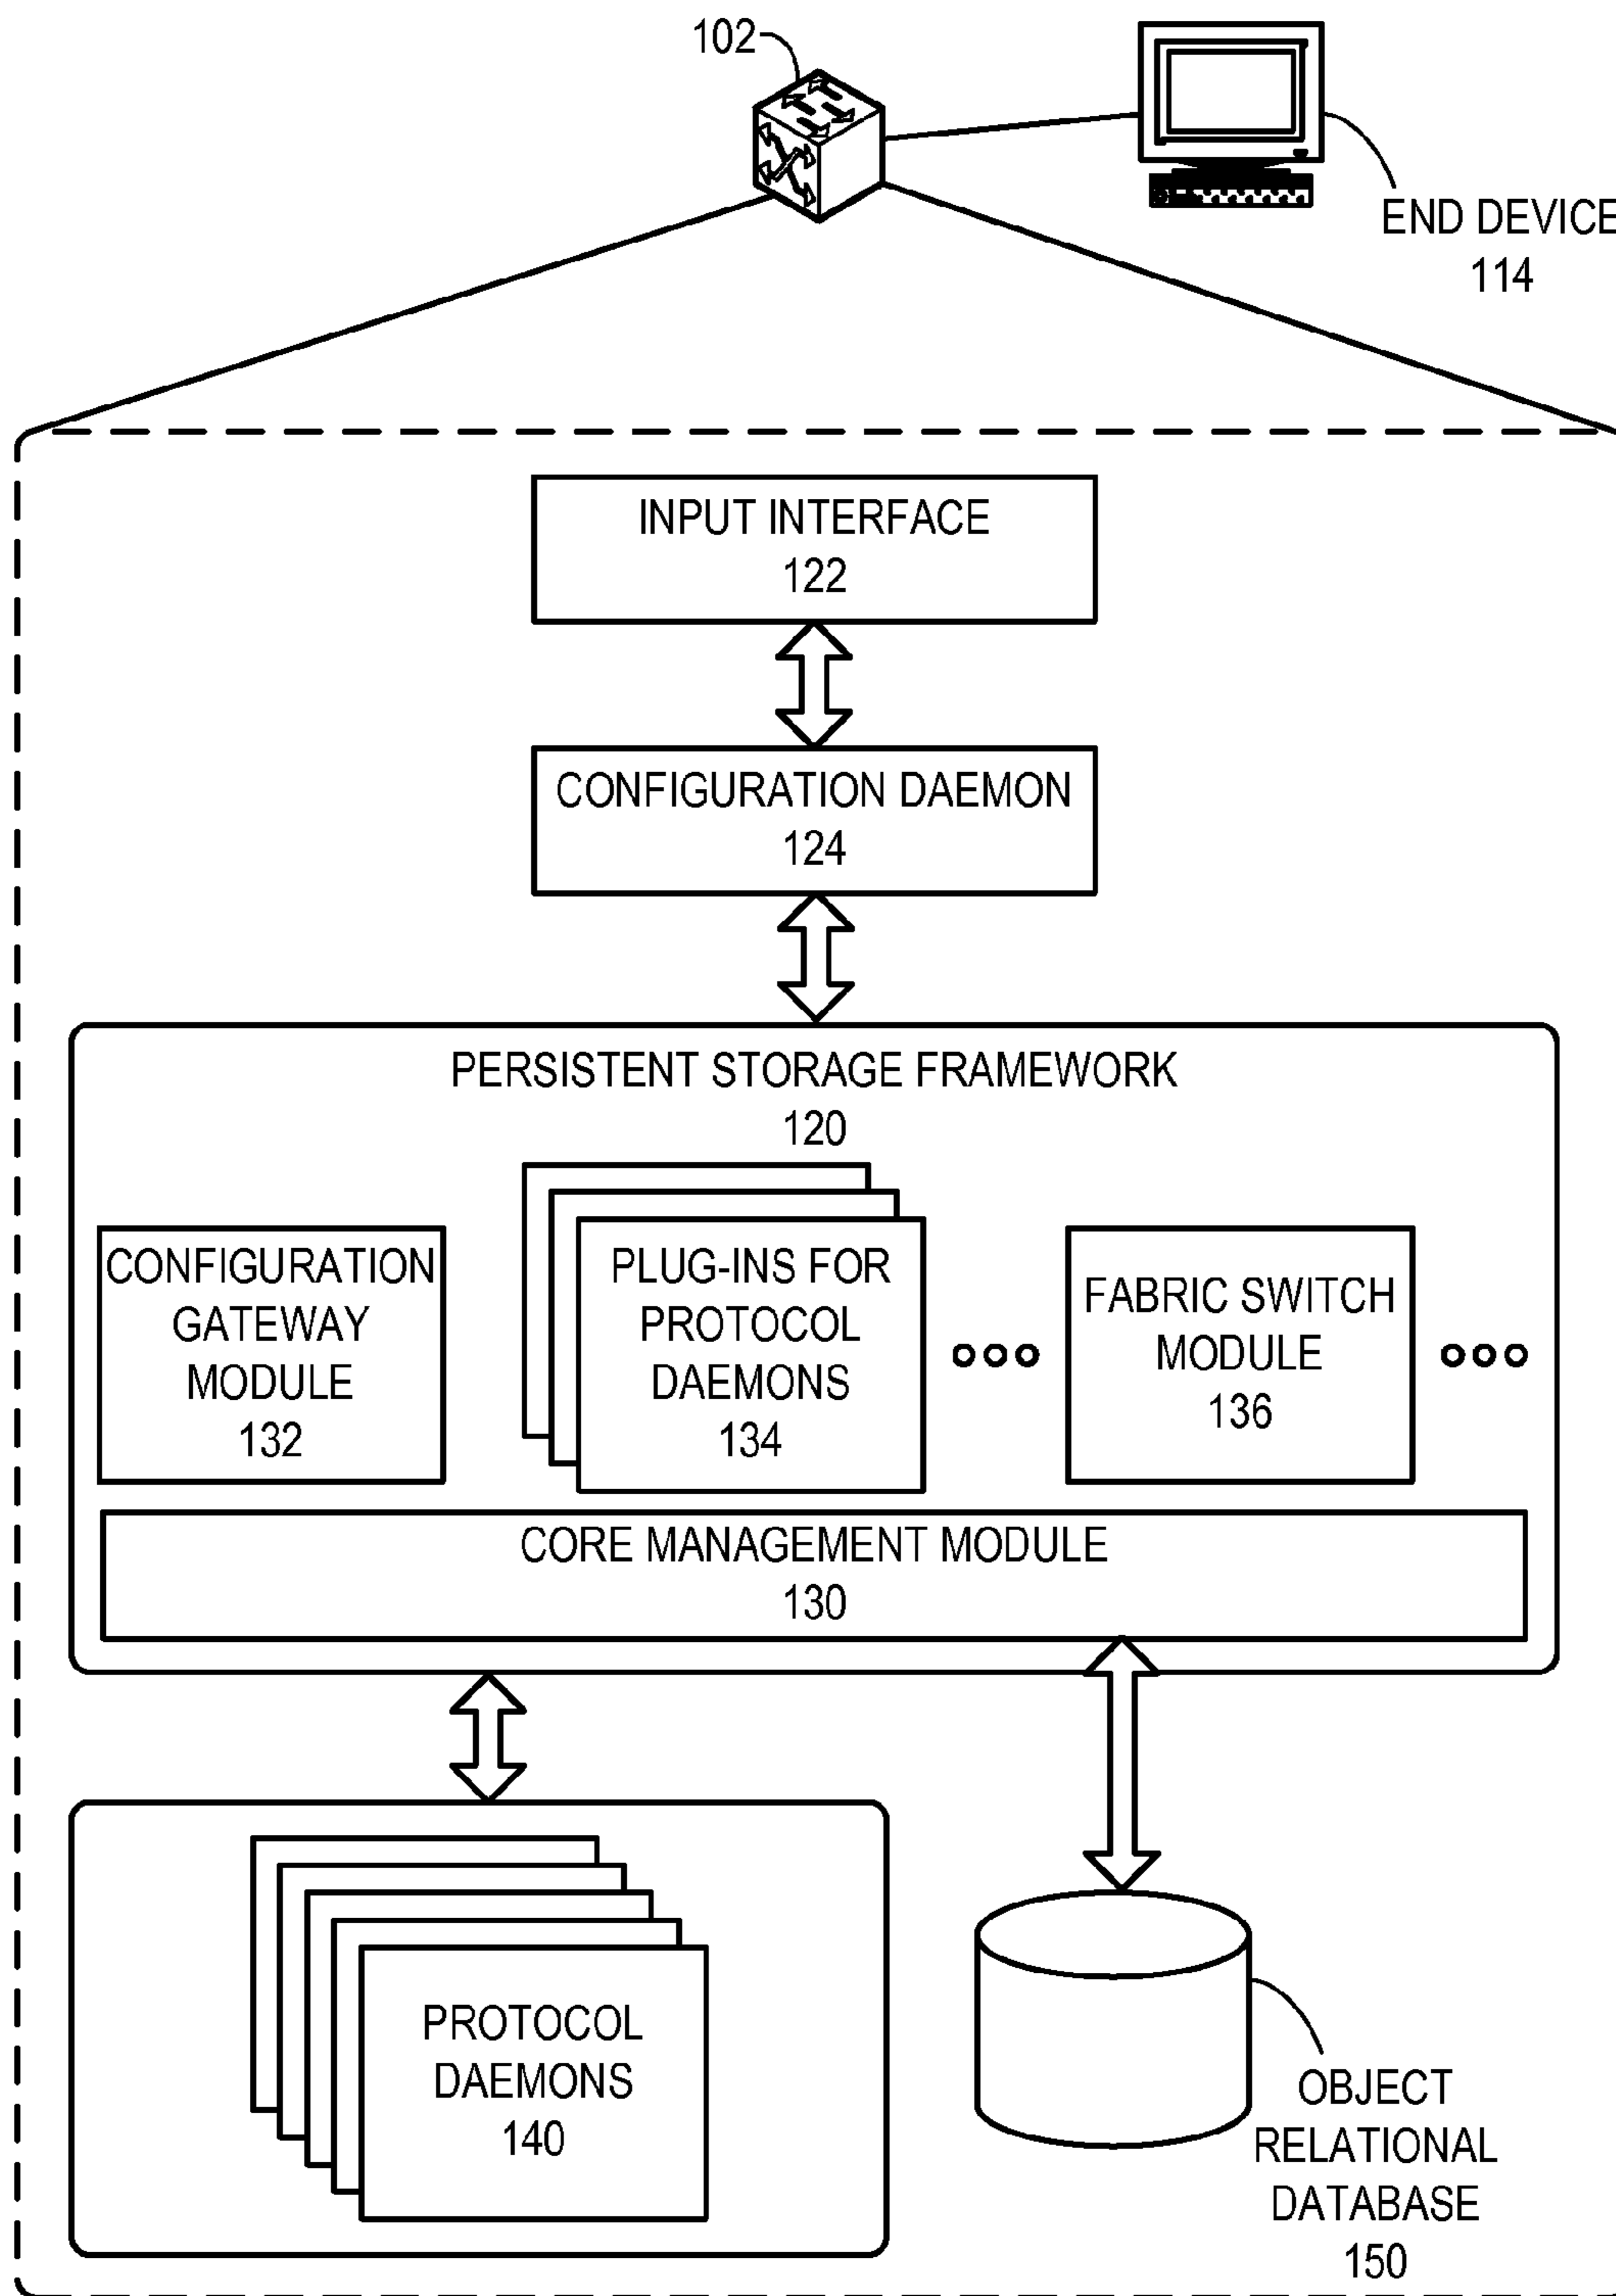 102
END DEVICE
114
INPUT INTERFACE
122
CONFIGURATION DAEMON
124
PERSISTENT STORAGE FRAMEWORK
120
CONFIGURATION
GATEWAY
MODULE
132
PLUG-INS FOR
PROTOCOL
DAEMONS
134
FABRIC SWITCH
MODULE
136
CORE MANAGEMENT MODULE
130
PROTOCOL
DAEMONS
140
OBJECT
RELATIONAL
DATABASE
150